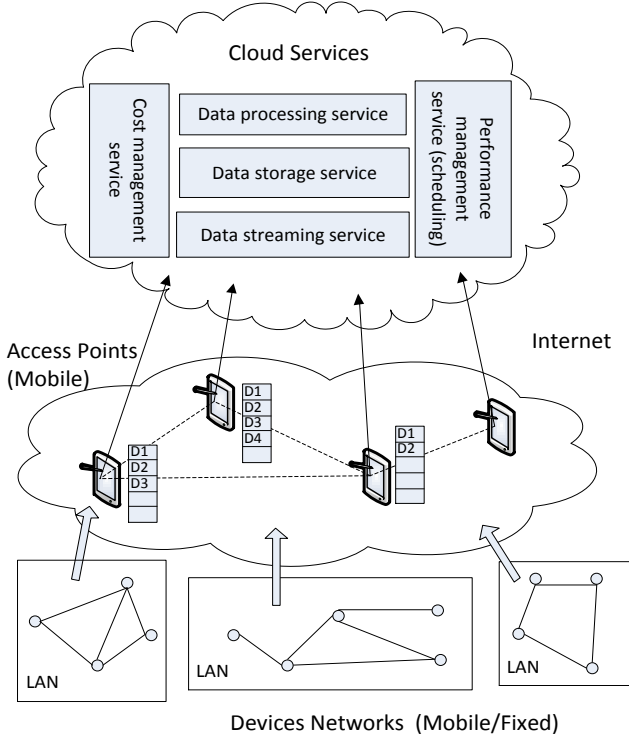 Cloud Services
Cost management
service
Data processing service
Data storage service
Data streaming service
Performance
management
service (scheduling)
Access Points
(Mobile)
Internet
D1
D2
D3
D4
D1
D2
D3
D1
D2
LAN
LAN
LAN
Devices Networks (Mobile/Fixed)